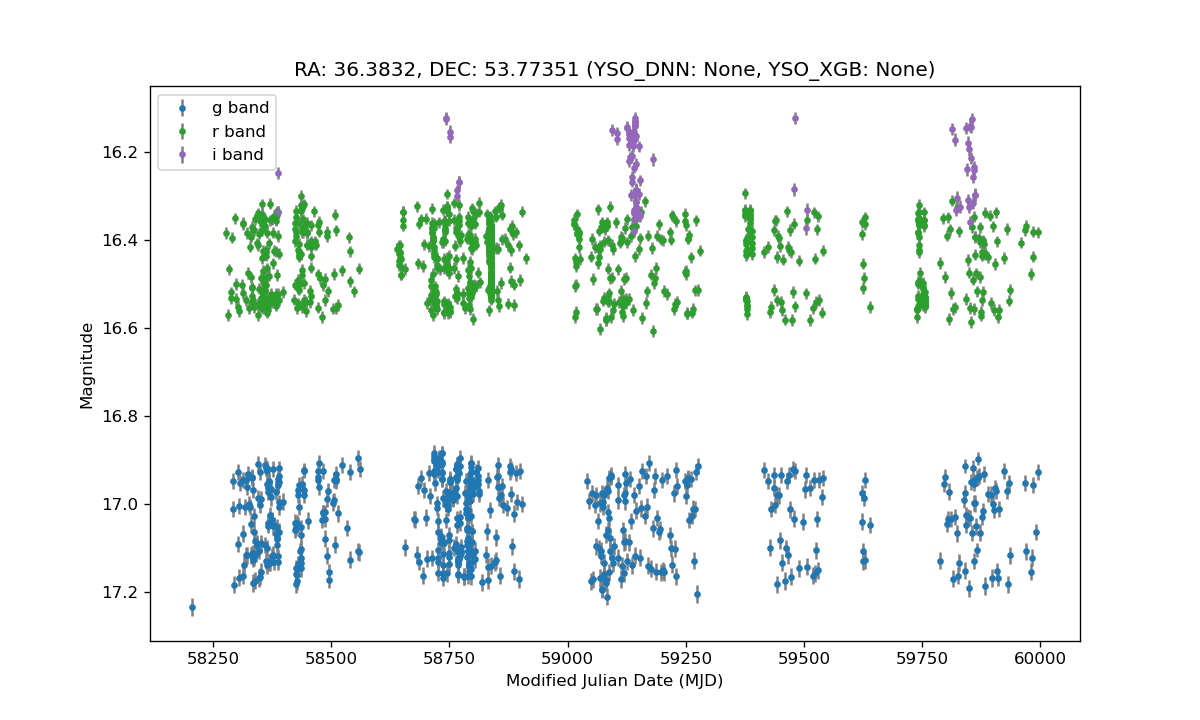 RA: 36.3832, DEC: 53.77351 (YSO_DNN: None, YSO_XGB: None)
g band
r band
i band
16.2
16.4
16.6
16.8
17.0
17.2
Magnitude
58250 58500 58750 59000 59250 59500 59750 60000
Modified Julian Date (MJD)